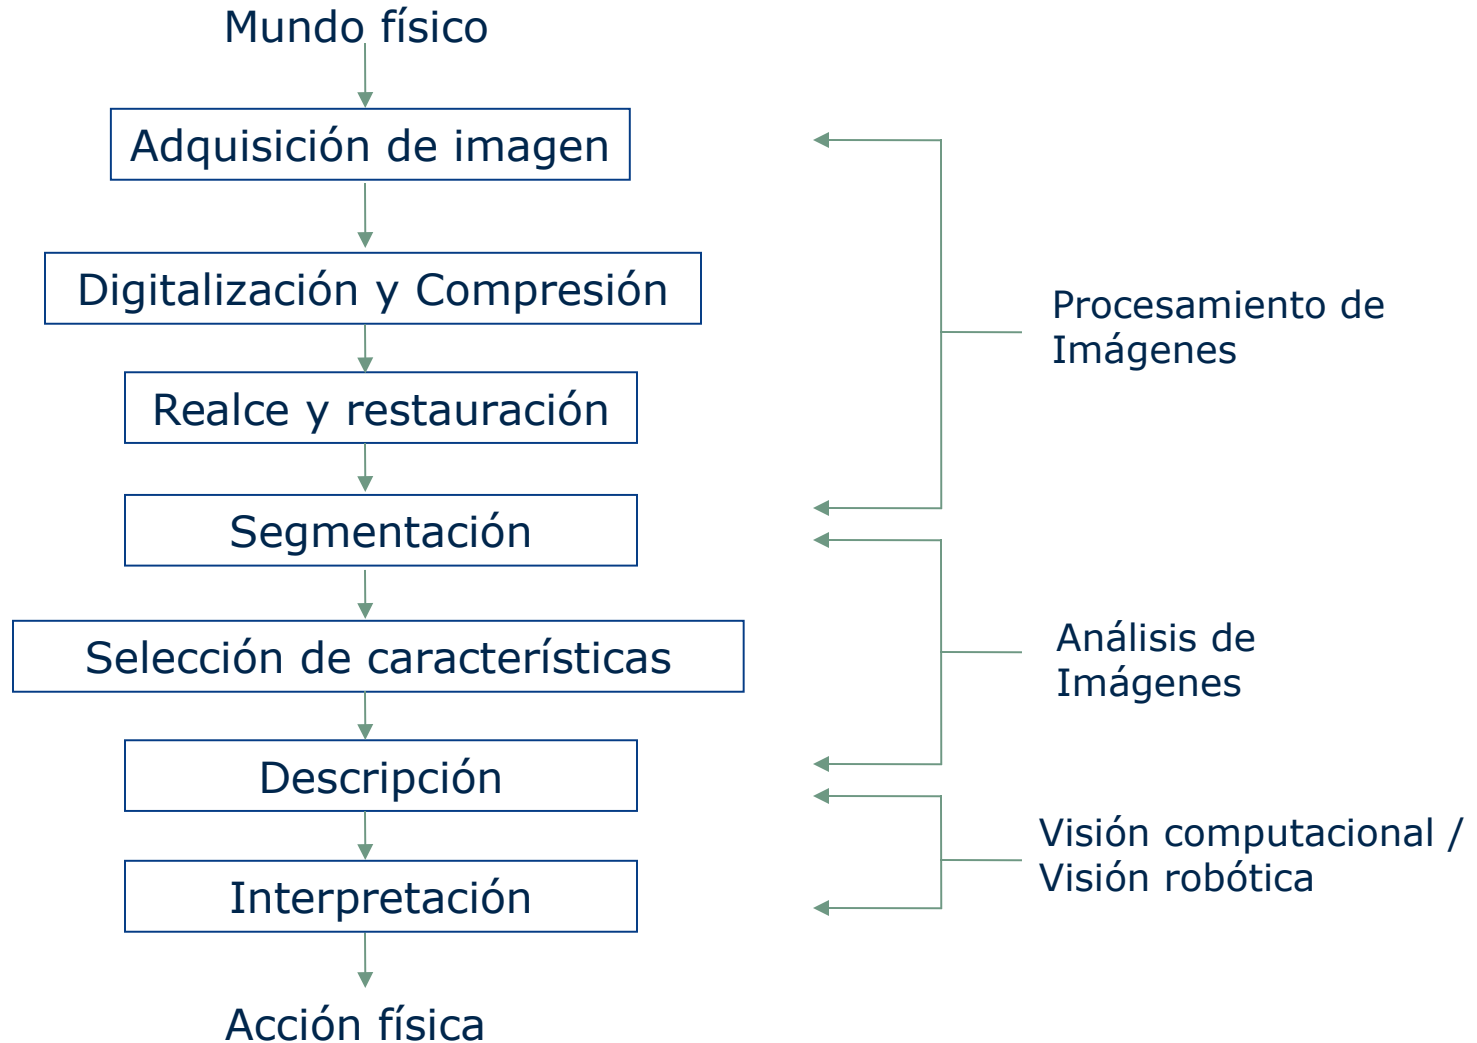 Mundo físico
Adquisición de imagen
Digitalización y Compresión
Realce y restauración
Segmentación
Selección de características
Descripción
Interpretación
Acción física
Procesamiento de
Imágenes
Análisis de
Imágenes
Visión computacional /
Visión robótica